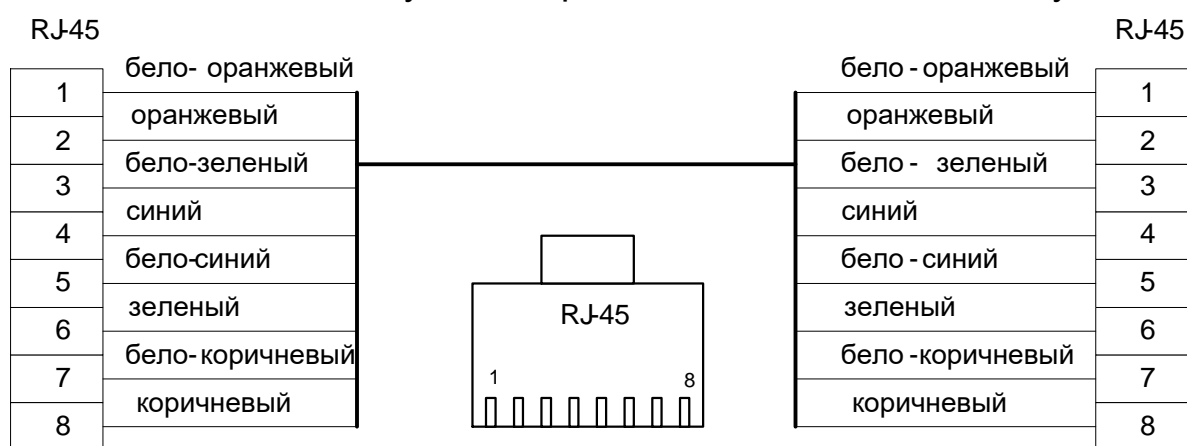 RJ-45
RJ-45
бело- оранжевый
бело - оранжевый
1
1
оранжевый
оранжевый
2
2
бело-зеленый
бело - зеленый
3
3
синий
синий
4
4
бело-синий
бело - синий
5
5
зеленый
зеленый
RJ-45
6
6
бело- коричневый
бело -коричневый
7
7
1
8
коричневый
коричневый
8
8